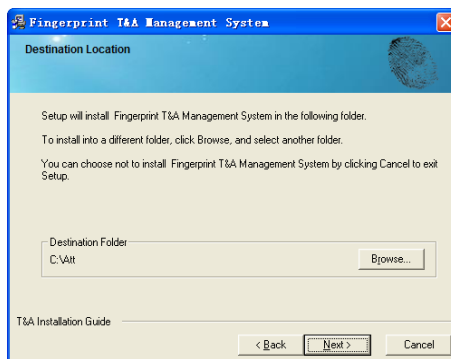 Fingerprint T&A Management System
Destination Location
Setup will install Fingerprint T&A Management System in the following folder.
To install into a different folder, click Browse, and select another folder.
You can choose not to install Fingerprint T&A Management System by clicking Cancel to exit
Setup.
Destination Folder
C:\Att
Browse...
T&A Installation Guide
< Back
Next >
Cancel